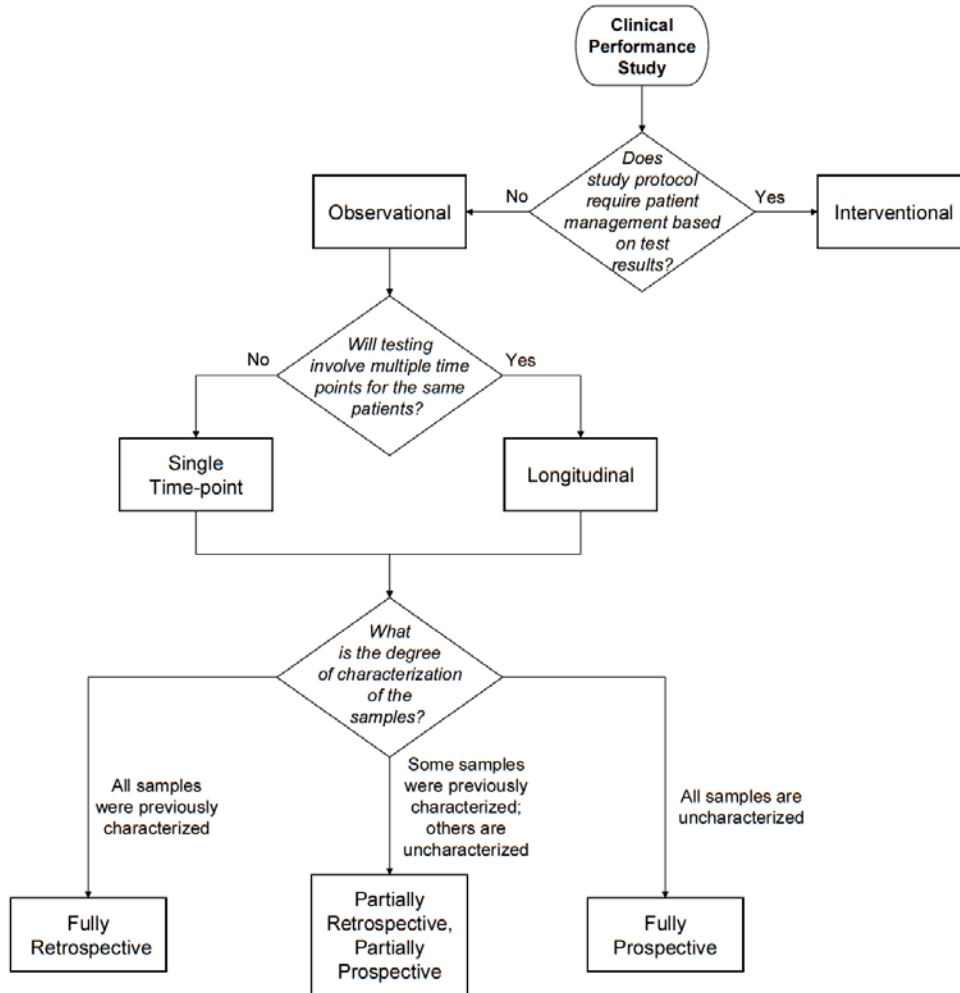 Clinical
Performance
Study
Does
study protocol
require patient
management based
on test
results?
No
Yes
Observational
Interventional
Will testing
involve multiple time
points for the same
patients?
No
Yes
Single
Time-point
Longitudinal
What
is the degree
of characterization
of the
samples?
All samples
were previously
characterized
Some samples
were previously
characterized;
others are
uncharacterized
All samples are
uncharacterized
Fully
Retrospective
Partially
Retrospective,
Partially
Prospective
Fully
Prospective